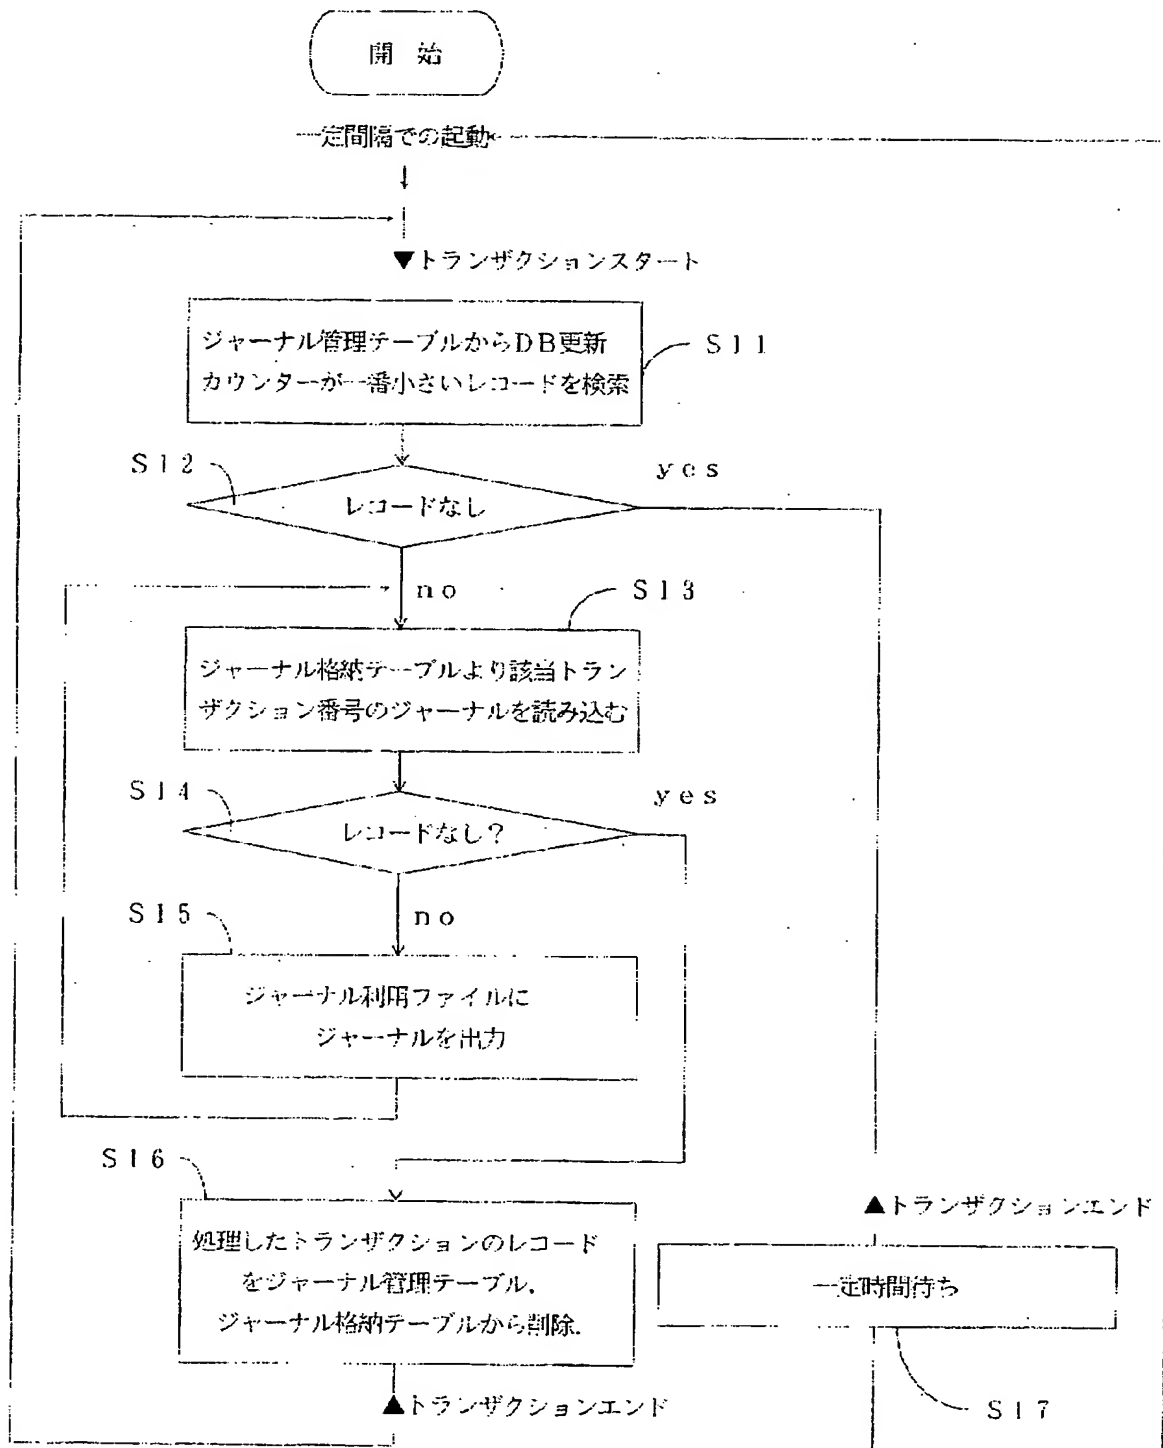 開 始
一定間隔での起動
▼トランザクションスタート
ジャーナル管理テーブルからDB更新
カウンターが一番小さいレコードを検索
S11
S12
yes
レコードなし
no
S13
ジャーナル格納テーブルより該当トラン
ザクション番号のジャーナルを読み込む
S14
yes
レコードなし?
S15
no
ジャーナル利用ファイルに
ジャーナルを出力
S16
▲トランザクションエンド
処理したトランザクションのレコード
をジャーナル管理テーブル.
ジャーナル格納テーブルから削除.
一定時間待ち
▲トランザクションエンド
S17